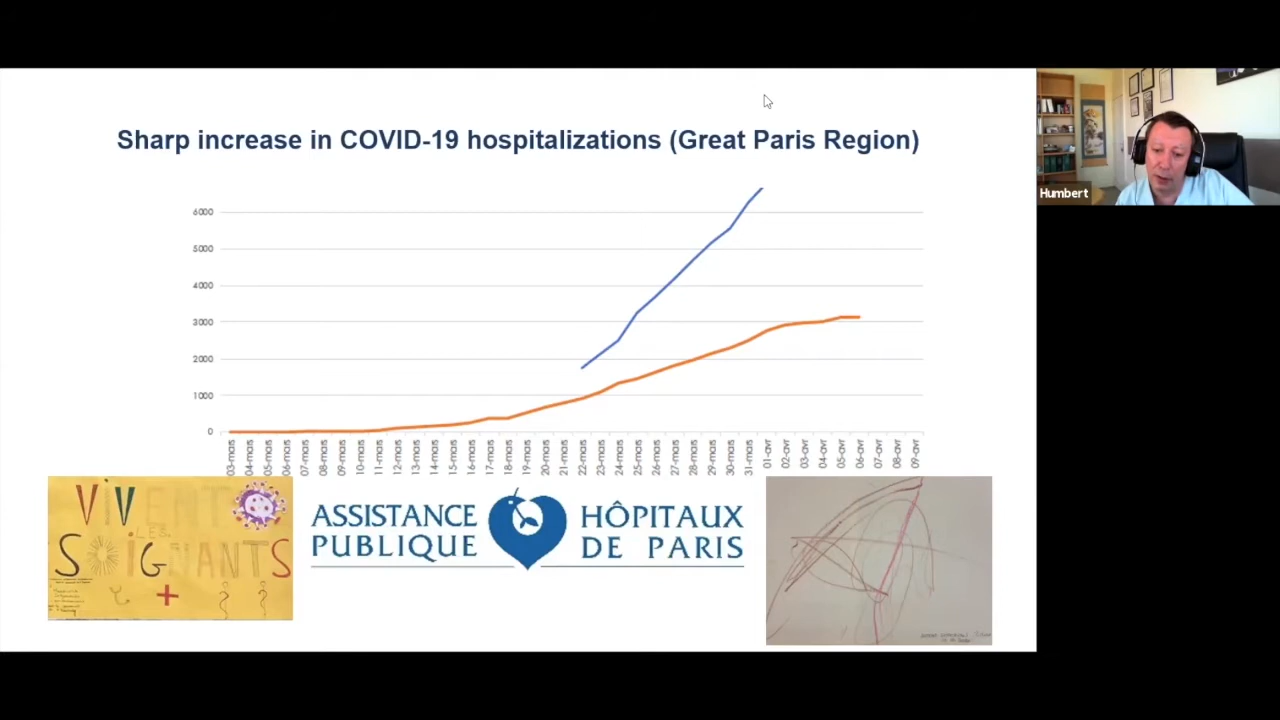 Sharp increase in COVID-19 hospitalizations (Great Paris Region)
Humbert
6000
5000
4000
3000
2000
1000
0
03-mars
04-mars
05-mars
06-mars
07-mars
08-mars
09-mars
10-mars
11-mars
12-mars
13-mars
14-mars
15-mars
16-mars
17-mars
18-mars
19-mars
20-mars
21-mars
22-mars
23-mars
24-mars
25-mars
26-mars
27-mars
28-mars
29-mars
30-mars
31-mars
01-avr
02-avr
03-avr
04-avr
05-avr
06-avr
07-avr
08-avr
09-avr
VIVENT
LES
SOIGNANTS
ASSISTANCE
PUBLIQUE
HÔPITAUX
DE PARIS